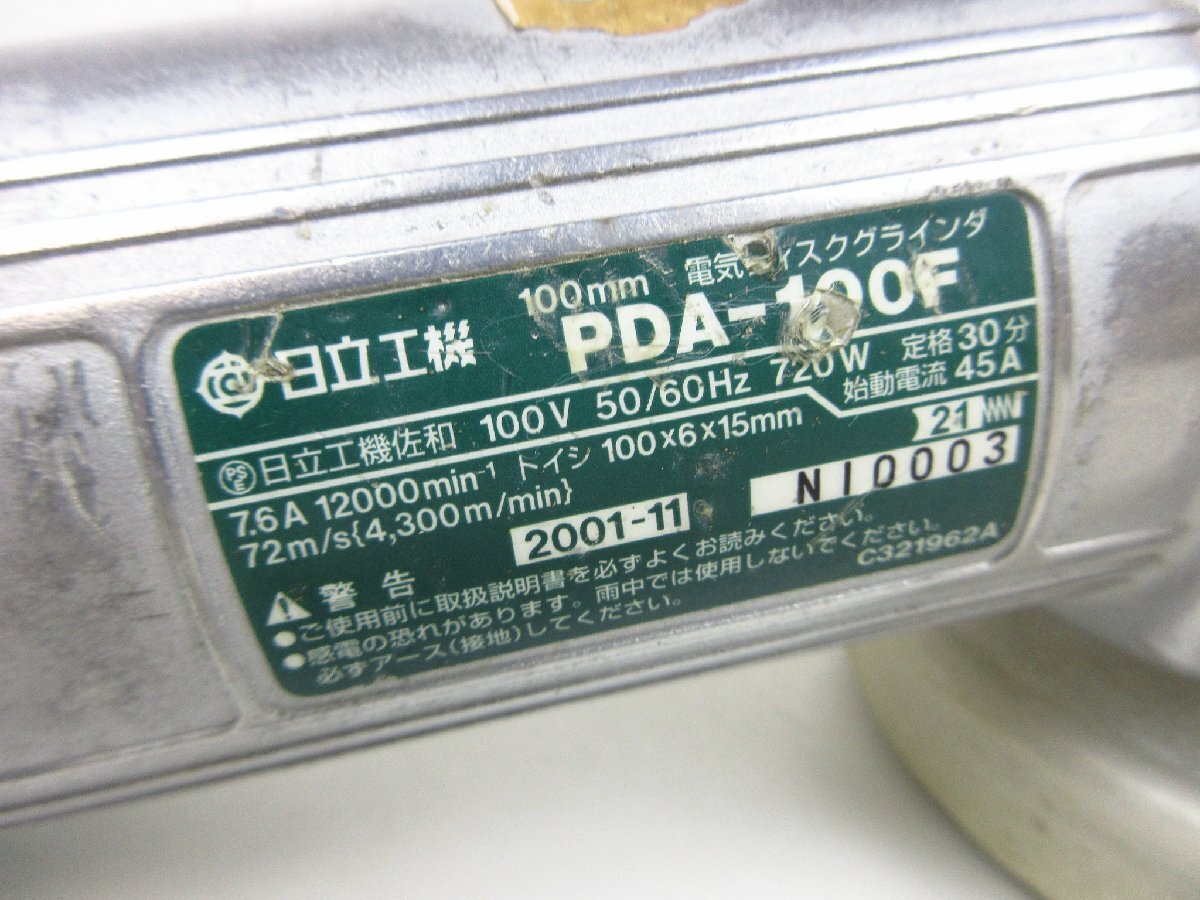 100mm 電気ディスクグラインダ
日立工機 PDA-100F
100V 50/60Hz 720W 定格30分
始動電流 45A
日立工機佐和
7.6A 12000min⁻¹ トイシ 100×6×15mm
72m/s{4,300m/min}
21
2001-11
N10003
警告
●ご使用前に取扱説明書を必ずよくお読みください。
●感電の恐れがあります。雨中では使用しないでください。
必ずアース(接地)してください。
C321962A